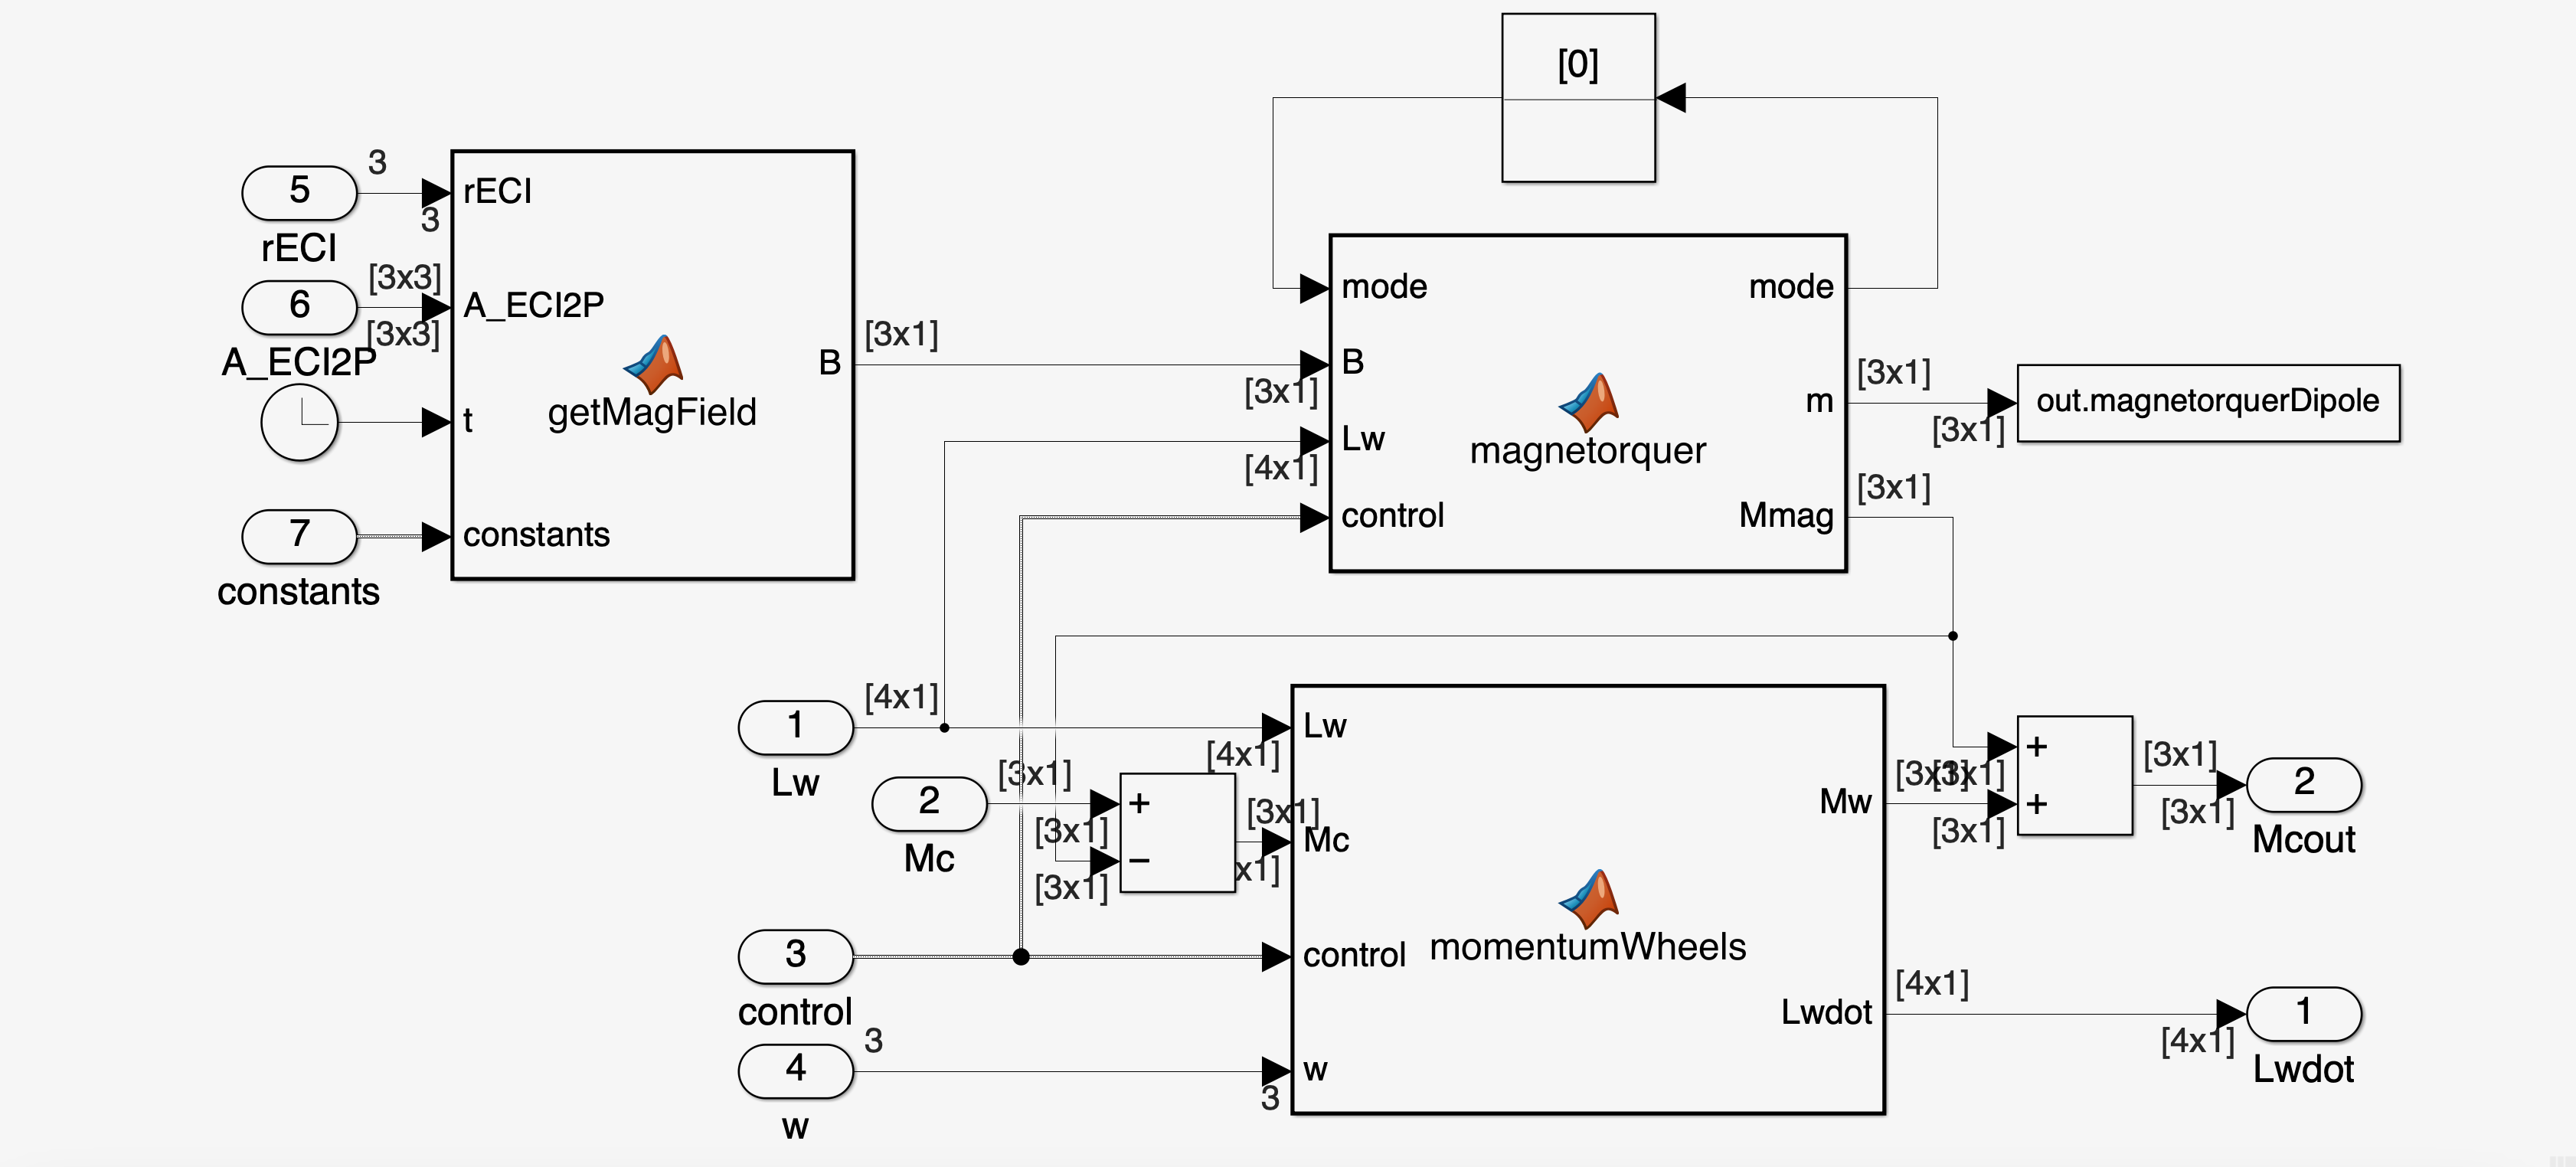 [0]
3
5
rECI
3
rECI
[3x3]
6
A_ECI2P
[3x3]
A_ECI2P
t
7
constants
constants
getMagField
B
[3x1]
mode
mode
B
[3x1]
Lw
[4x1]
control
magnetorquer
m
[3x1]
[3x1]
out.magnetorquerDipole
Mmag
[3x1]
1
Lw
[4x1]
Lw
[4x1]
2
Mc
[3x1]
+
[3x1]
−
[3x1]
[3x1]
Mc
x1]
3
control
control
momentumWheels
4
w
3
w
3
Mw
[3x1]
+
+
[3x1]
[3x1]
[3x1]
2
Mcout
Lwdot
[4x1]
[4x1]
1
Lwdot